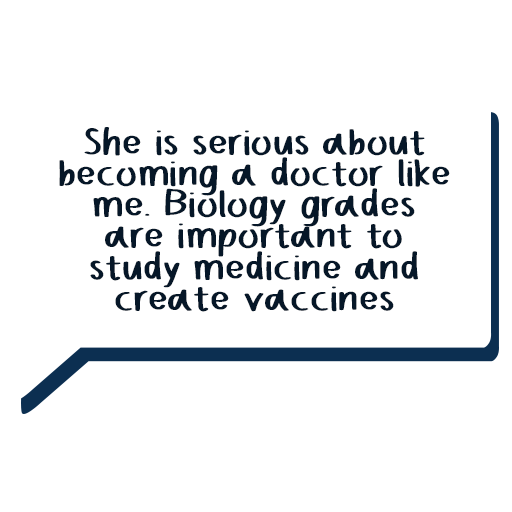 She is serious about
becoming a doctor like
me. Biology grades
are important to
study medicine and
create vaccines